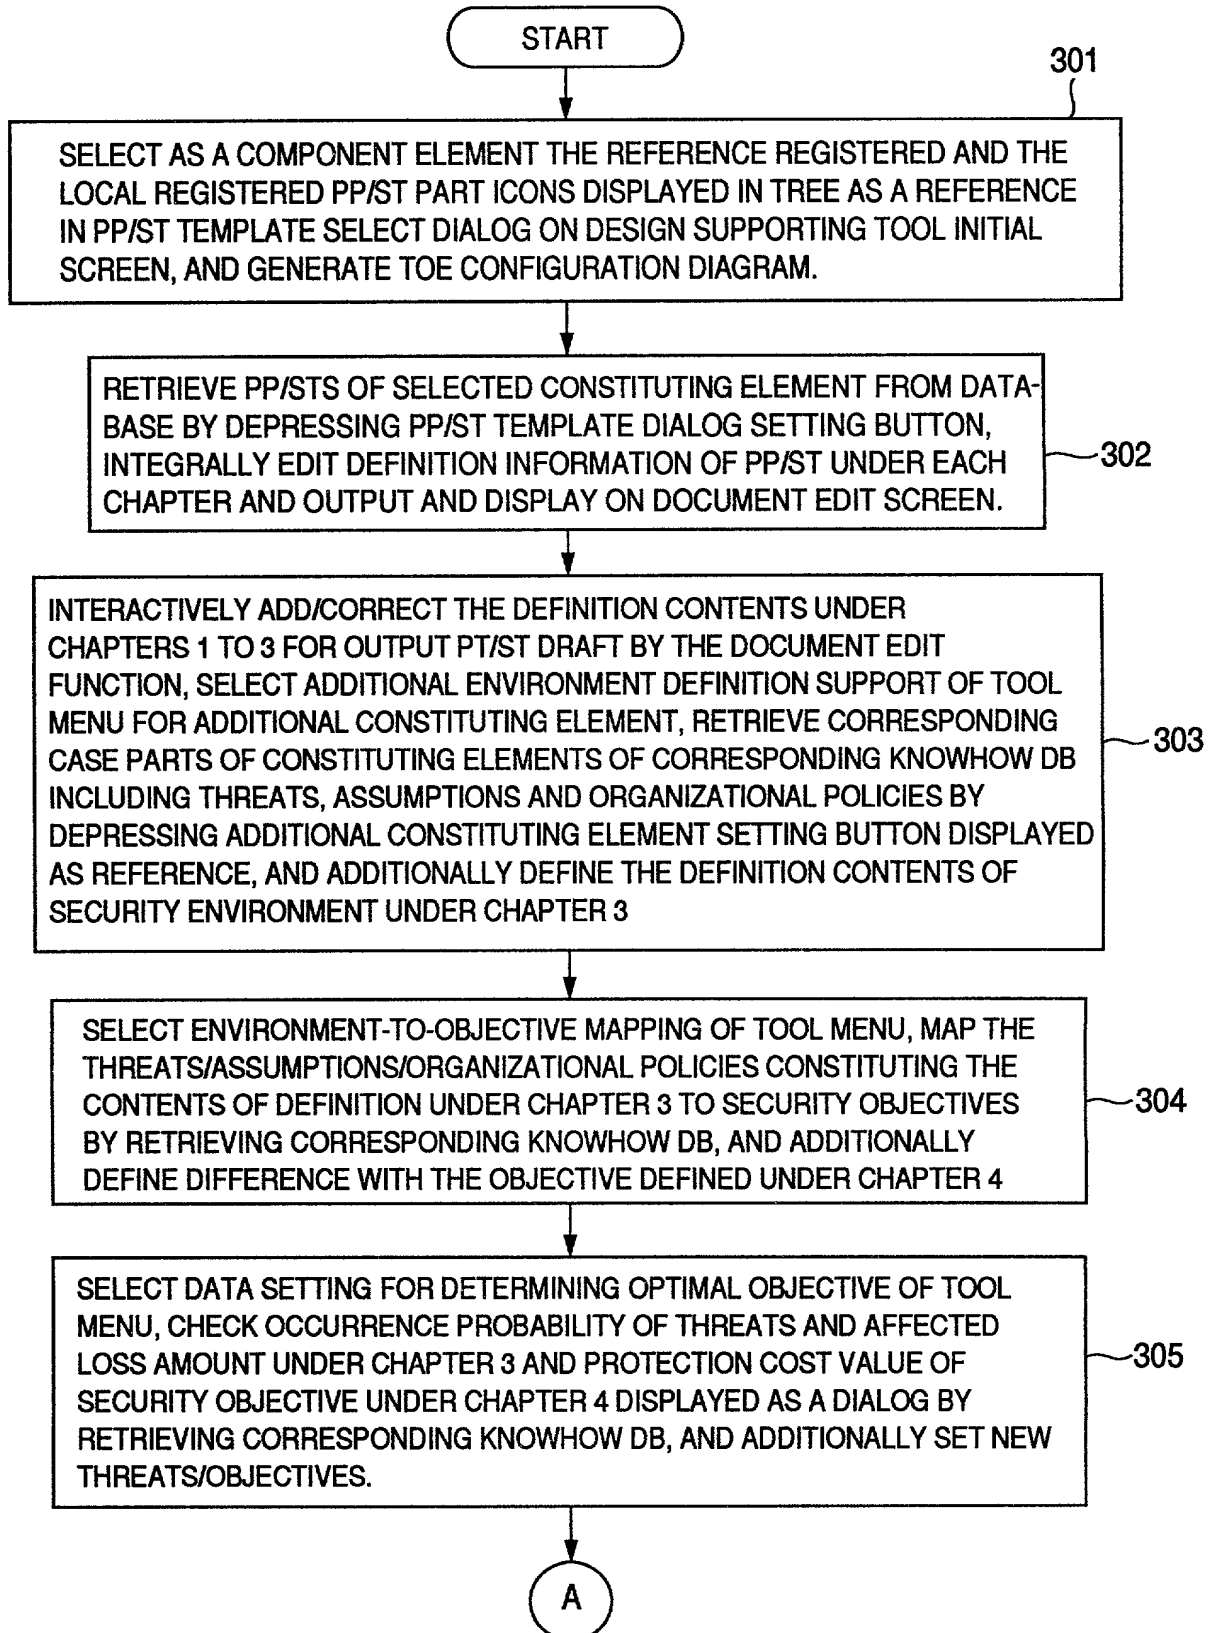 START
301
SELECT AS A COMPONENT ELEMENT THE REFERENCE REGISTERED AND THE
LOCAL REGISTERED PP/ST PART ICONS DISPLAYED IN TREE AS A REFERENCE
IN PP/ST TEMPLATE SELECT DIALOG ON DESIGN SUPPORTING TOOL INITIAL
SCREEN, AND GENERATE TOE CONFIGURATION DIAGRAM.
RETRIEVE PP/STS OF SELECTED CONSTITUTING ELEMENT FROM DATA-
BASE BY DEPRESSING PP/ST TEMPLATE DIALOG SETTING BUTTON,
INTEGRALLY EDIT DEFINITION INFORMATION OF PP/ST UNDER EACH
CHAPTER AND OUTPUT AND DISPLAY ON DOCUMENT EDIT SCREEN.
302
INTERACTIVELY ADD/CORRECT THE DEFINITION CONTENTS UNDER
CHAPTERS 1 TO 3 FOR OUTPUT PT/ST DRAFT BY THE DOCUMENT EDIT
FUNCTION, SELECT ADDITIONAL ENVIRONMENT DEFINITION SUPPORT OF TOOL
MENU FOR ADDITIONAL CONSTITUTING ELEMENT, RETRIEVE CORRESPONDING
CASE PARTS OF CONSTITUTING ELEMENTS OF CORRESPONDING KNOWHOW DB
INCLUDING THREATS, ASSUMPTIONS AND ORGANIZATIONAL POLICIES BY
DEPRESSING ADDITIONAL CONSTITUTING ELEMENT SETTING BUTTON DISPLAYED
AS REFERENCE, AND ADDITIONALLY DEFINE THE DEFINITION CONTENTS OF
SECURITY ENVIRONMENT UNDER CHAPTER 3
303
SELECT ENVIRONMENT-TO-OBJECTIVE MAPPING OF TOOL MENU, MAP THE
THREATS/ASSUMPTIONS/ORGANIZATIONAL POLICIES CONSTITUTING THE
CONTENTS OF DEFINITION UNDER CHAPTER 3 TO SECURITY OBJECTIVES
BY RETRIEVING CORRESPONDING KNOWHOW DB, AND ADDITIONALLY
DEFINE DIFFERENCE WITH THE OBJECTIVE DEFINED UNDER CHAPTER 4
304
SELECT DATA SETTING FOR DETERMINING OPTIMAL OBJECTIVE OF TOOL
MENU, CHECK OCCURRENCE PROBABILITY OF THREATS AND AFFECTED
LOSS AMOUNT UNDER CHAPTER 3 AND PROTECTION COST VALUE OF
SECURITY OBJECTIVE UNDER CHAPTER 4 DISPLAYED AS A DIALOG BY
RETRIEVING CORRESPONDING KNOWHOW DB, AND ADDITIONALLY SET NEW
THREATS/OBJECTIVES.
305
A